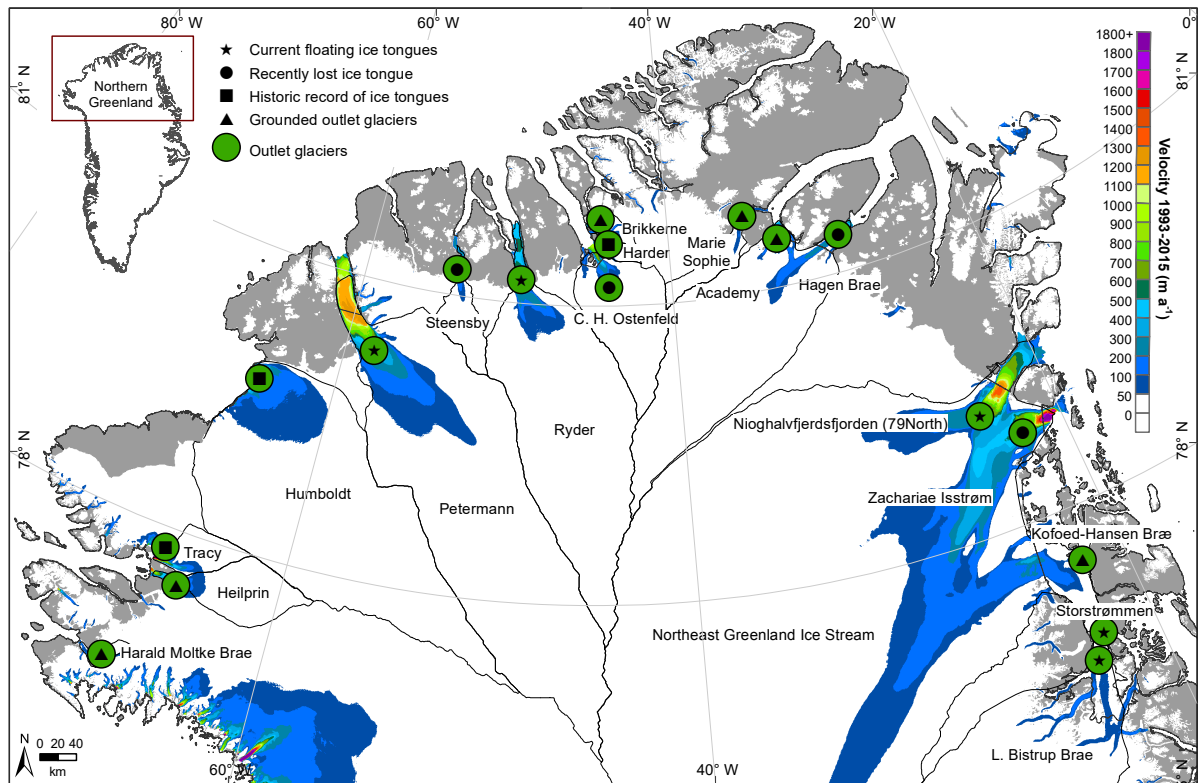 80° W
60° W
40° W
20° W
0°
81° N
81° N
78° N
78° N
Northern
Greenland
Current floating ice tongues
Recently lost ice tongue
Historic record of ice tongues
Grounded outlet glaciers
Outlet glaciers
1800+
1800
1700
1600
1500
1400
1300
1200
1100
1000
900
800
700
600
500
400
300
200
100
50
0
Velocity 1993-2015 (m a⁻¹)
Brikkerne
Harder
Marie
Sophie
Academy
Hagen Brae
Steensby
C. H. Ostenfeld
Ryder
Nioghalvfjerdsfjorden (79North)
Zachariae Isstrøm
Humboldt
Petermann
Kofoed-Hansen Bræ
Tracy
Heilprin
Storstrømmen
Northeast Greenland Ice Stream
Harald Moltke Brae
L. Bistrup Brae
N
0 20 40
km
60° W
40° W
N